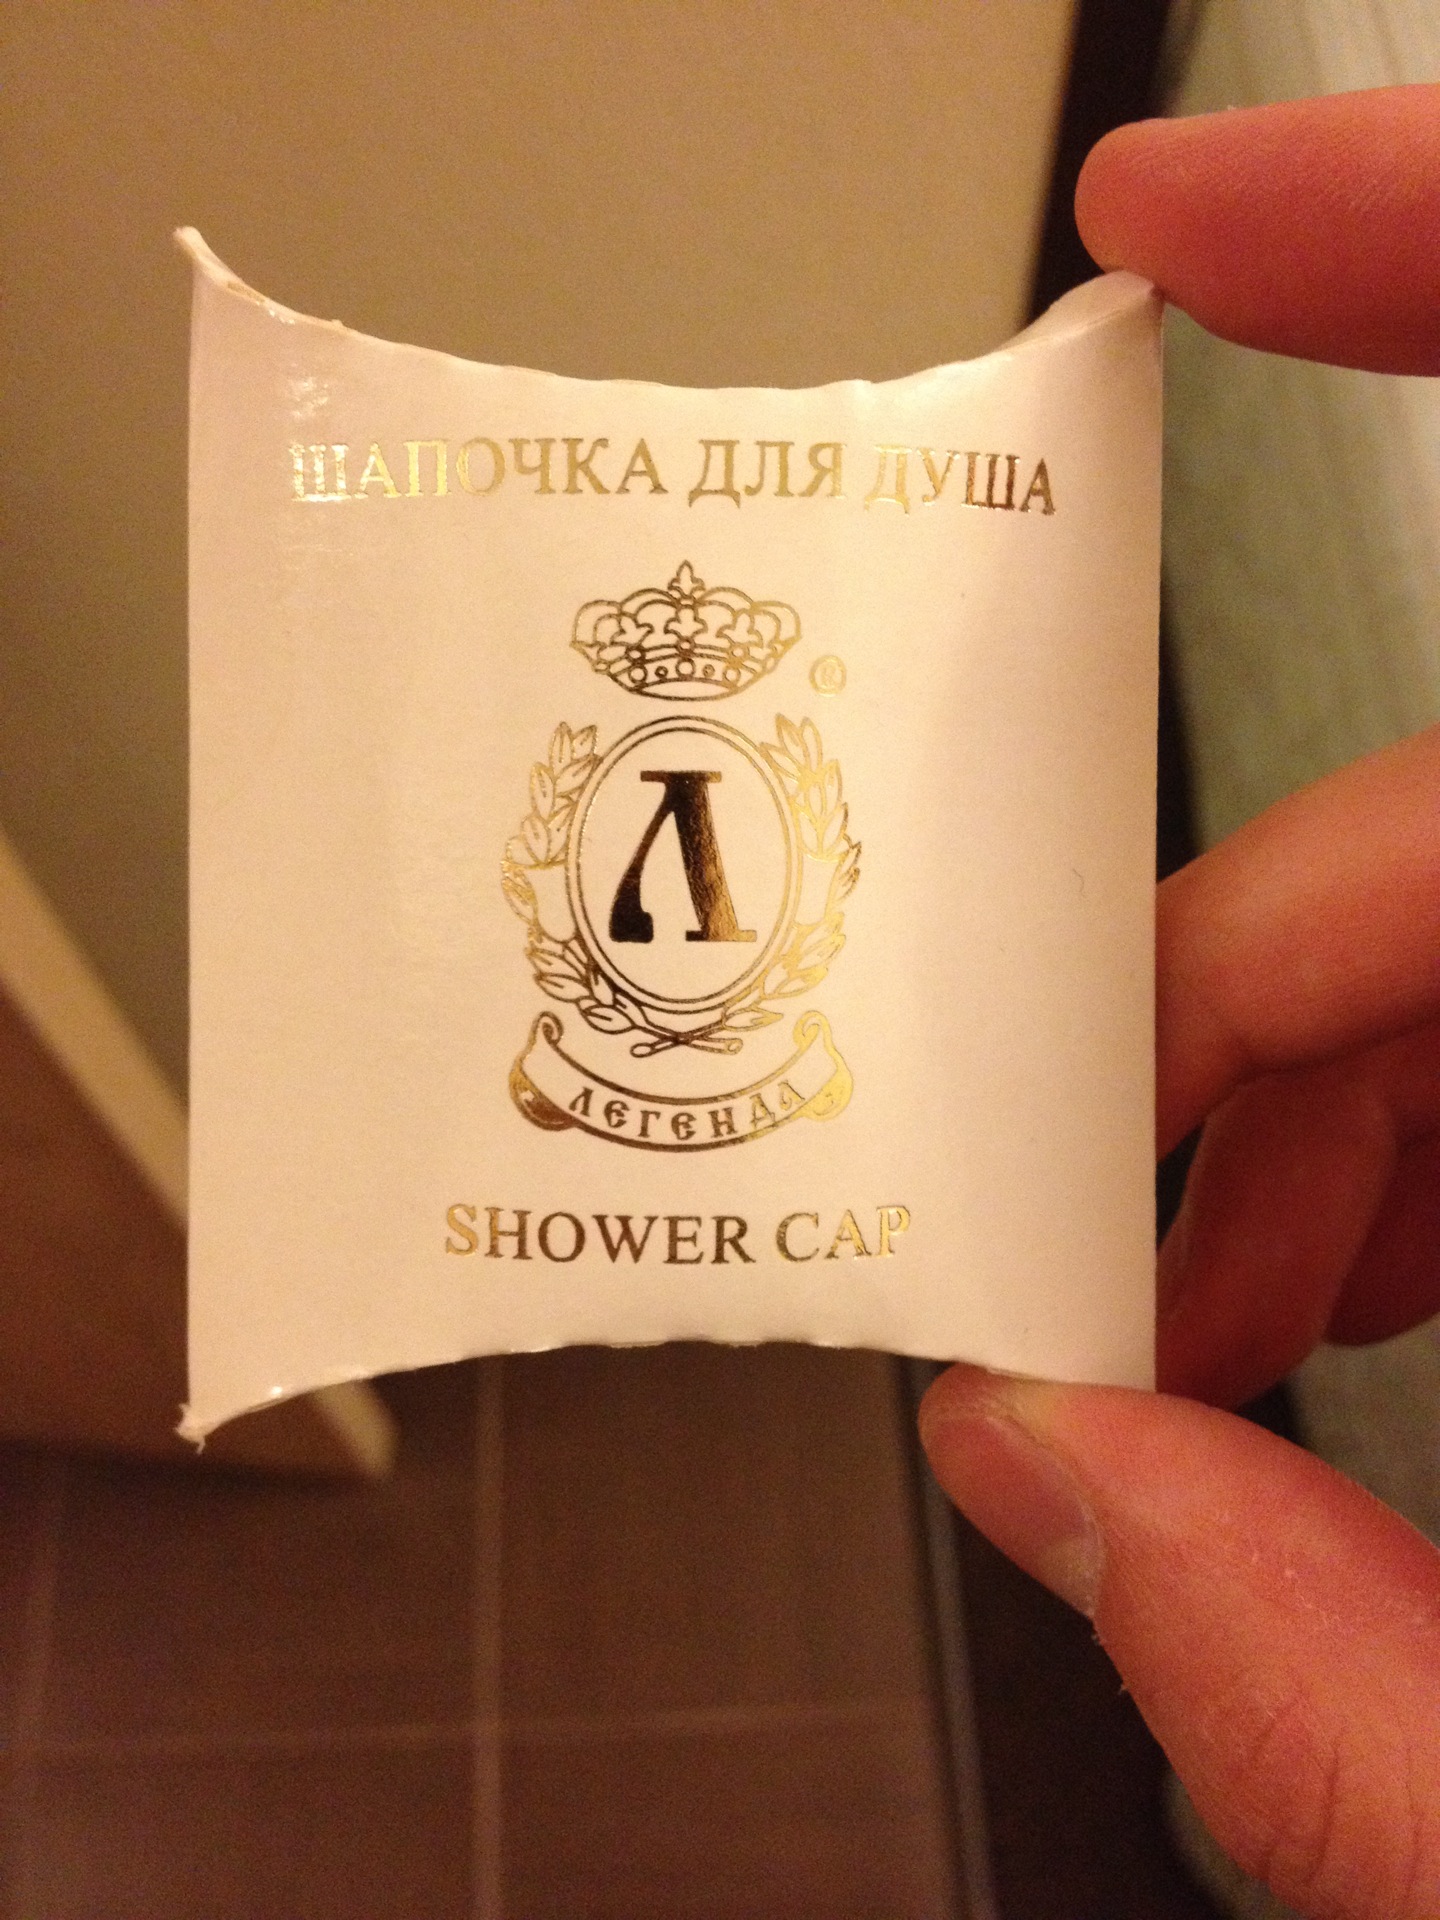 ШАПОЧКА ДЛЯ ДУША
®
Л
ЛЕГЕНДА
SHOWER CAP